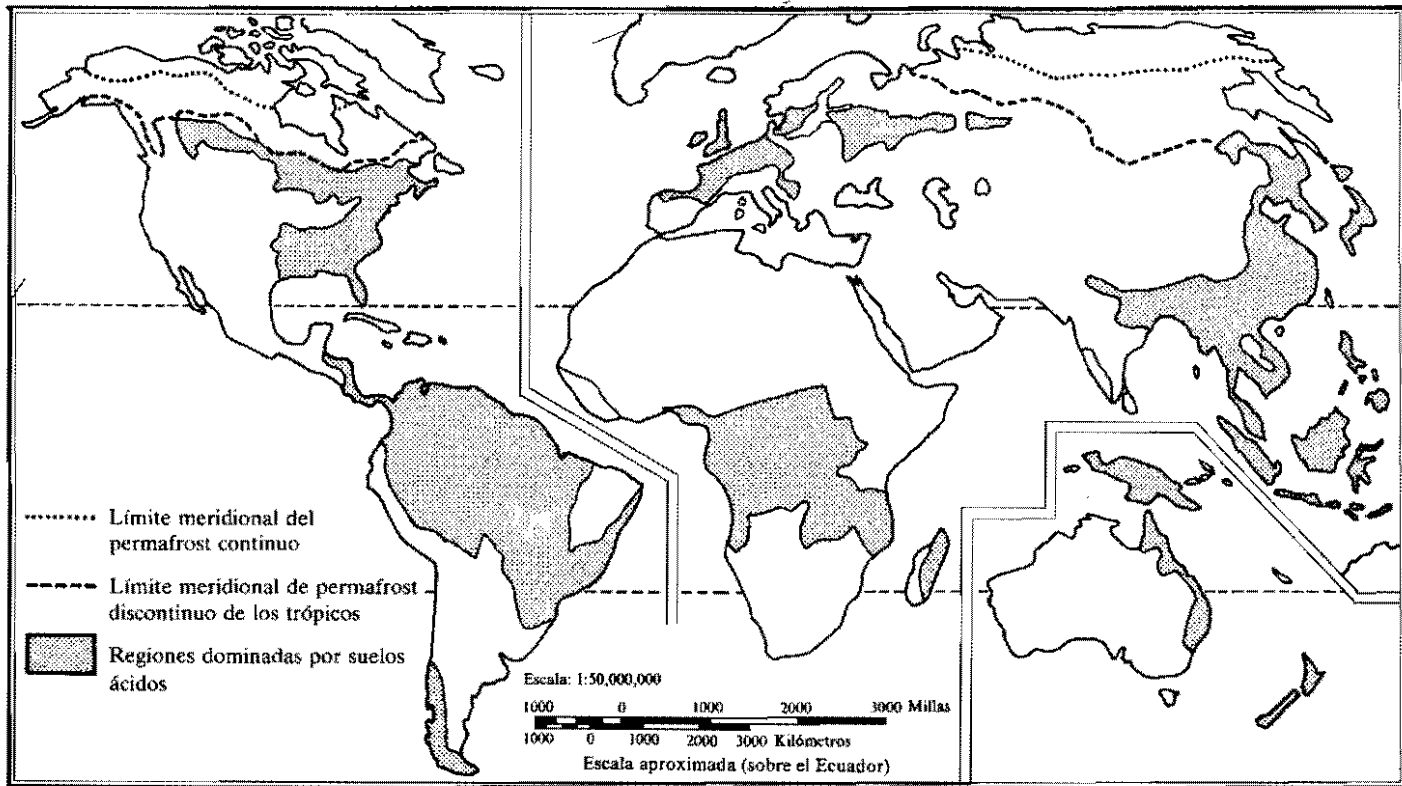 Límite meridional del
permafrost continuo
Límite meridional de permafrost
discontinuo de los trópicos
Regiones dominadas por suelos
ácidos
Escala: 1:50,000,000
1000 0 1000 2000 3000 Millas
1000 0 1000 2000 3000 Kilómetros
Escala aproximada (sobre el Ecuador)